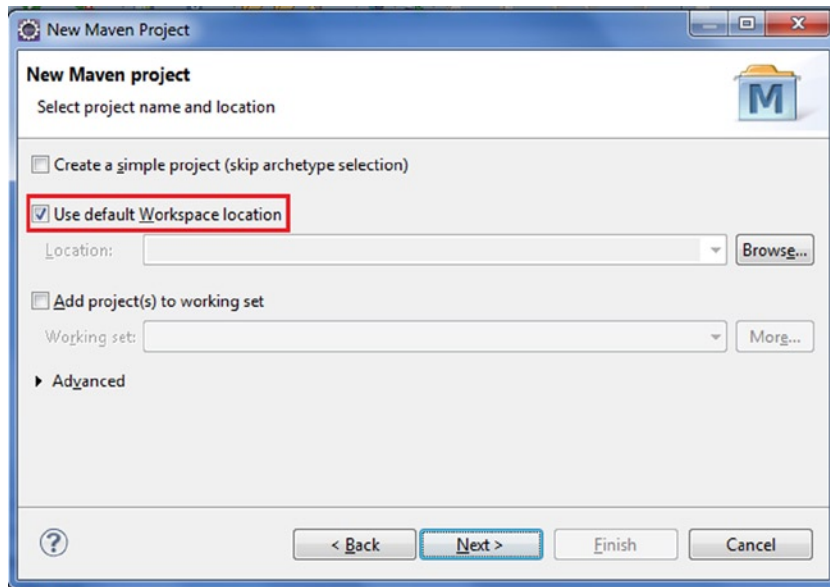 New Maven Project
New Maven project
Select project name and location
M
Create a simple project (skip archetype selection)
Use default Workspace location
Location:
Browse...
Add project(s) to working set
Working set:
More...
Advanced
?
< Back
Next >
Finish
Cancel